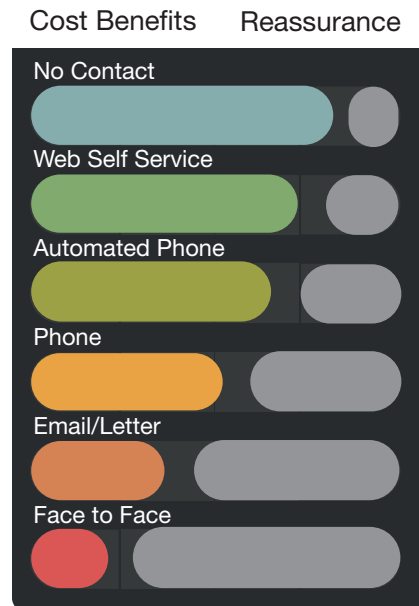 Cost Benefits Reassurance
No Contact
Web Self Service
Automated Phone
Phone
Email/Letter
Face to Face